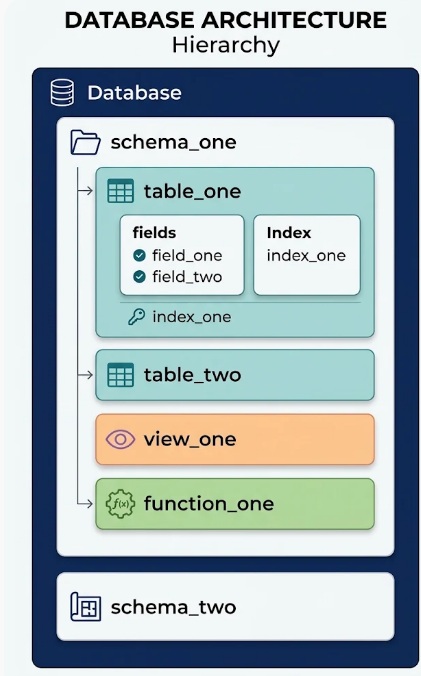 DATABASE ARCHITECTURE
Hierarchy
Database
schema_one
table_one
fields
field_one
field_two
Index
index_one
index_one
table_two
view_one
f(x) function_one
schema_two